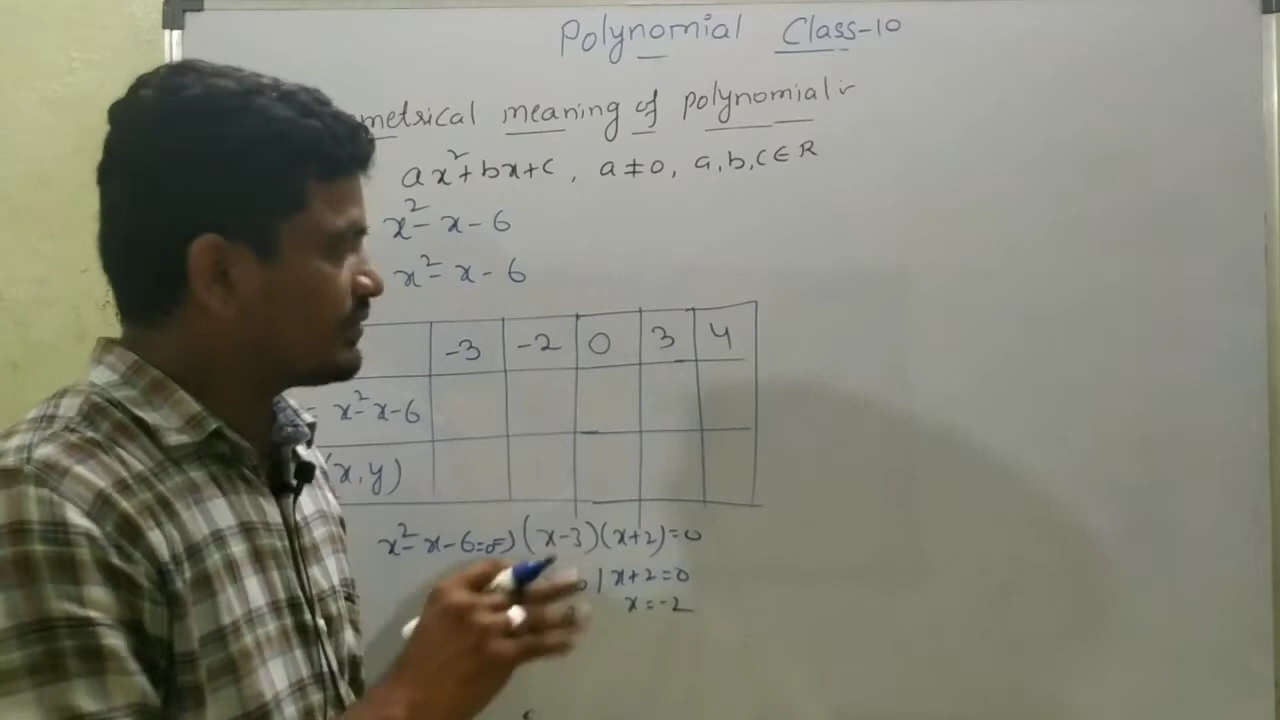 Polynomial Class-10
metrical meaning of polynomial :-
ax²+bx+c, a≠0, a,b,c∈R
x²-x-6
x²-x-6
-3 -2 0 3 4
= x²-x-6
(x,y)
x²-x-6=0 ⇒ (x-3)(x+2)=0
0 | x+2=0
x=-2